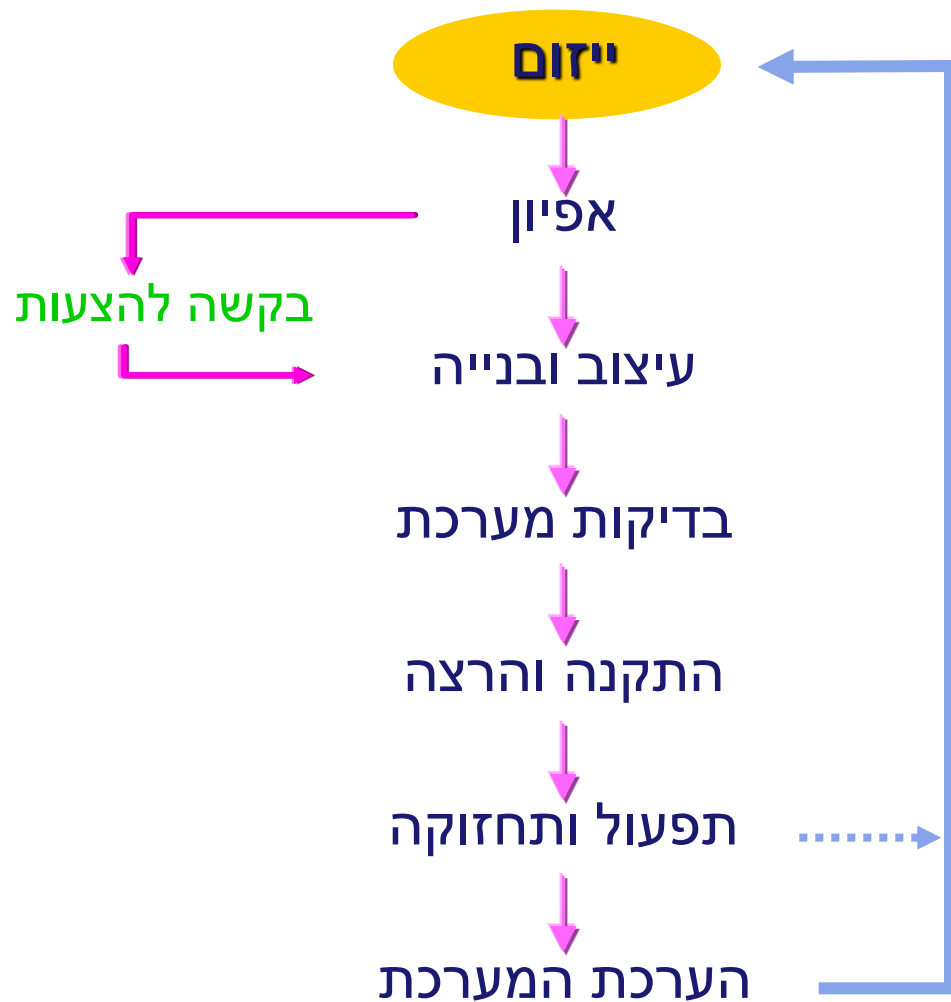 ייזום
אפיון
בקשה להצעות
עיצוב ובנייה
בדיקות מערכת
התקנה והרצה
תפעול ותחזוקה
הערכת המערכת